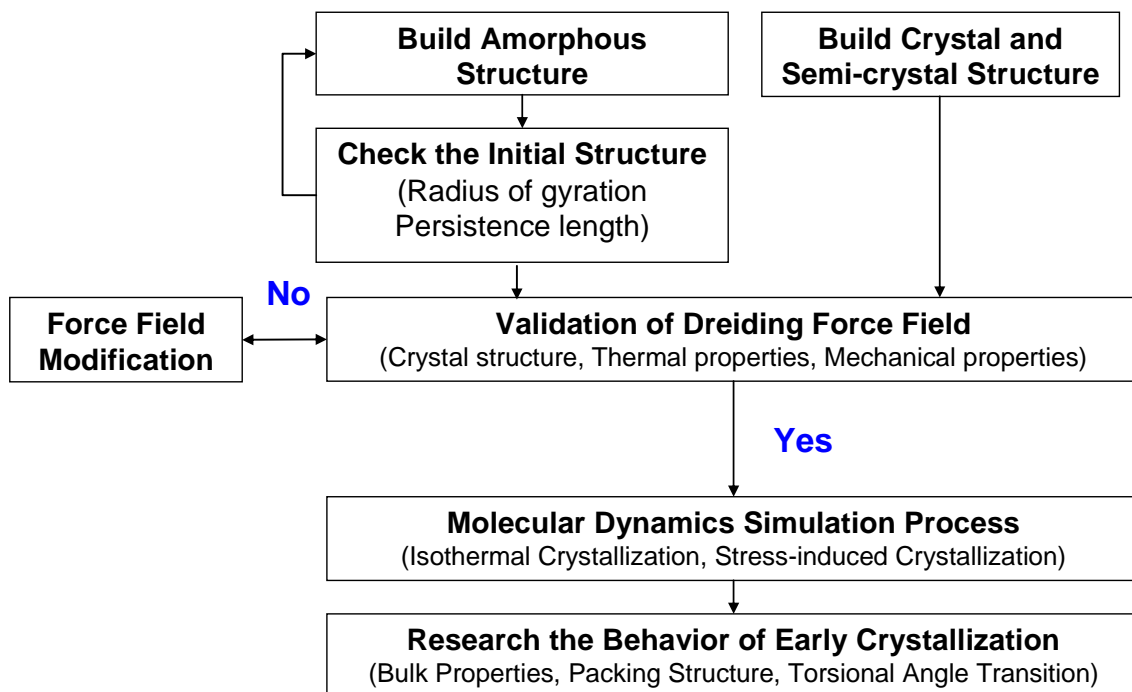 Build Amorphous
Structure
Build Crystal and
Semi-crystal Structure
Check the Initial Structure
(Radius of gyration
Persistence length)
No
Force Field
Modification
Validation of Dreiding Force Field
(Crystal structure, Thermal properties, Mechanical properties)
Yes
Molecular Dynamics Simulation Process
(Isothermal Crystallization, Stress-induced Crystallization)
Research the Behavior of Early Crystallization
(Bulk Properties, Packing Structure, Torsional Angle Transition)